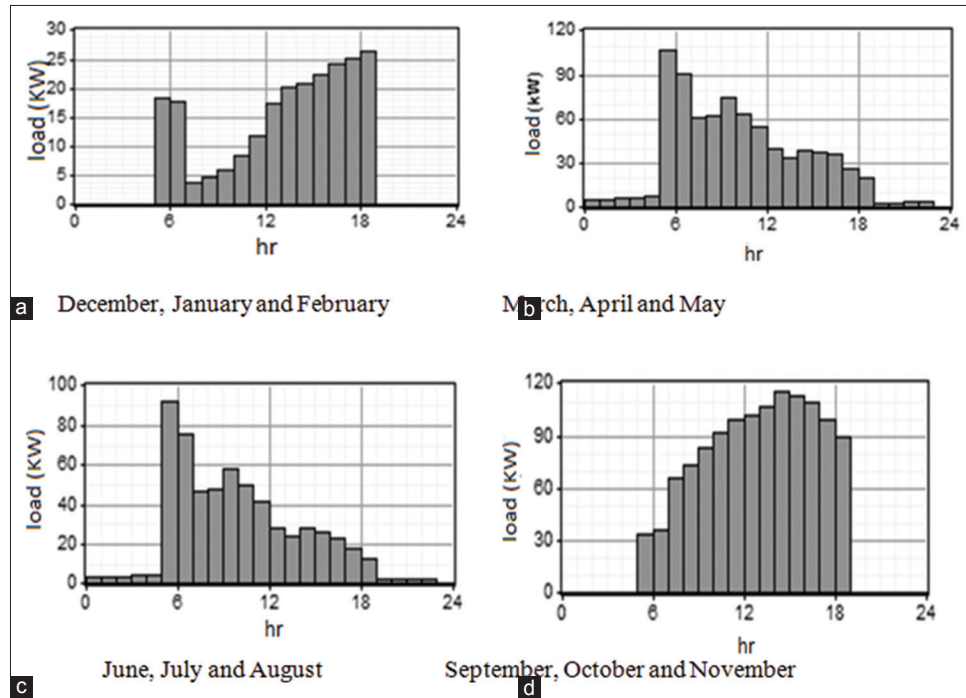 30
25
20
15
10
5
0
load (KW)
0 6 12 18 24
hr
a December, January and February
120
90
60
30
0
load (kW)
0 6 12 18 24
hr
b March, April and May
100
80
60
40
20
0
load (KW)
0 6 12 18 24
hr
c June, July and August
120
90
60
30
0
load (KW)
0 6 12 18 24
hr
d September, October and November